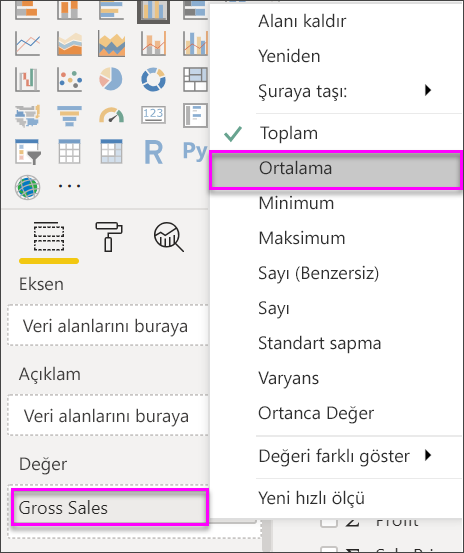 Alanı kaldır
Yeniden
Şuraya taşı:
Toplam
Ortalama
Minimum
Maksimum
Sayı (Benzersiz)
Sayı
Standart sapma
Varyans
Ortanca Değer
Değeri farklı göster
Yeni hızlı ölçü
123
R Py
Eksen
Veri alanlarını buraya
Açıklam
Veri alanlarını buraya
Değer
Gross Sales
Profit